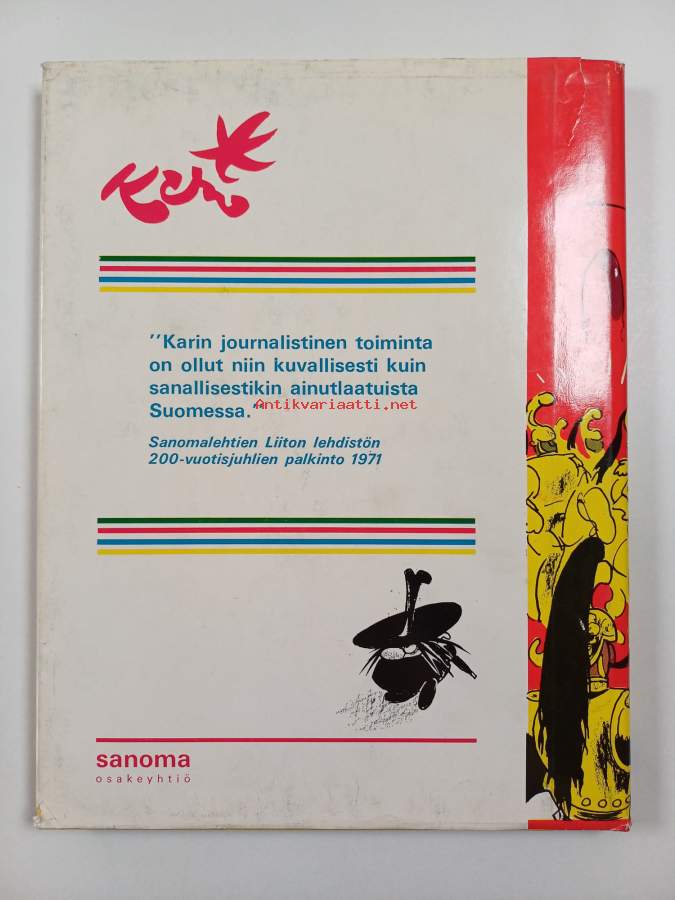 Kari
"Karin journalistinen toiminta
on ollut niin kuvallisesti kuin
sanallisestikin ainutlaatuista
Suomessa."
Antikvariaatti.net
Sanomalehtien Liiton lehdistön
200-vuotisjuhlien palkinto 1971
sanoma
osakeyhtiö